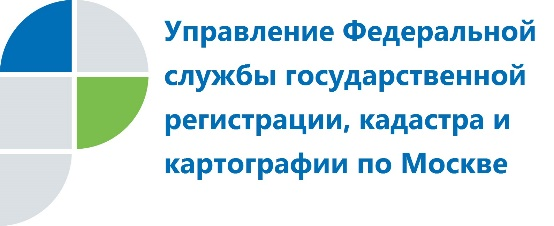 Управление Федеральной
службы государственной
регистрации, кадастра и
картографии по Москве